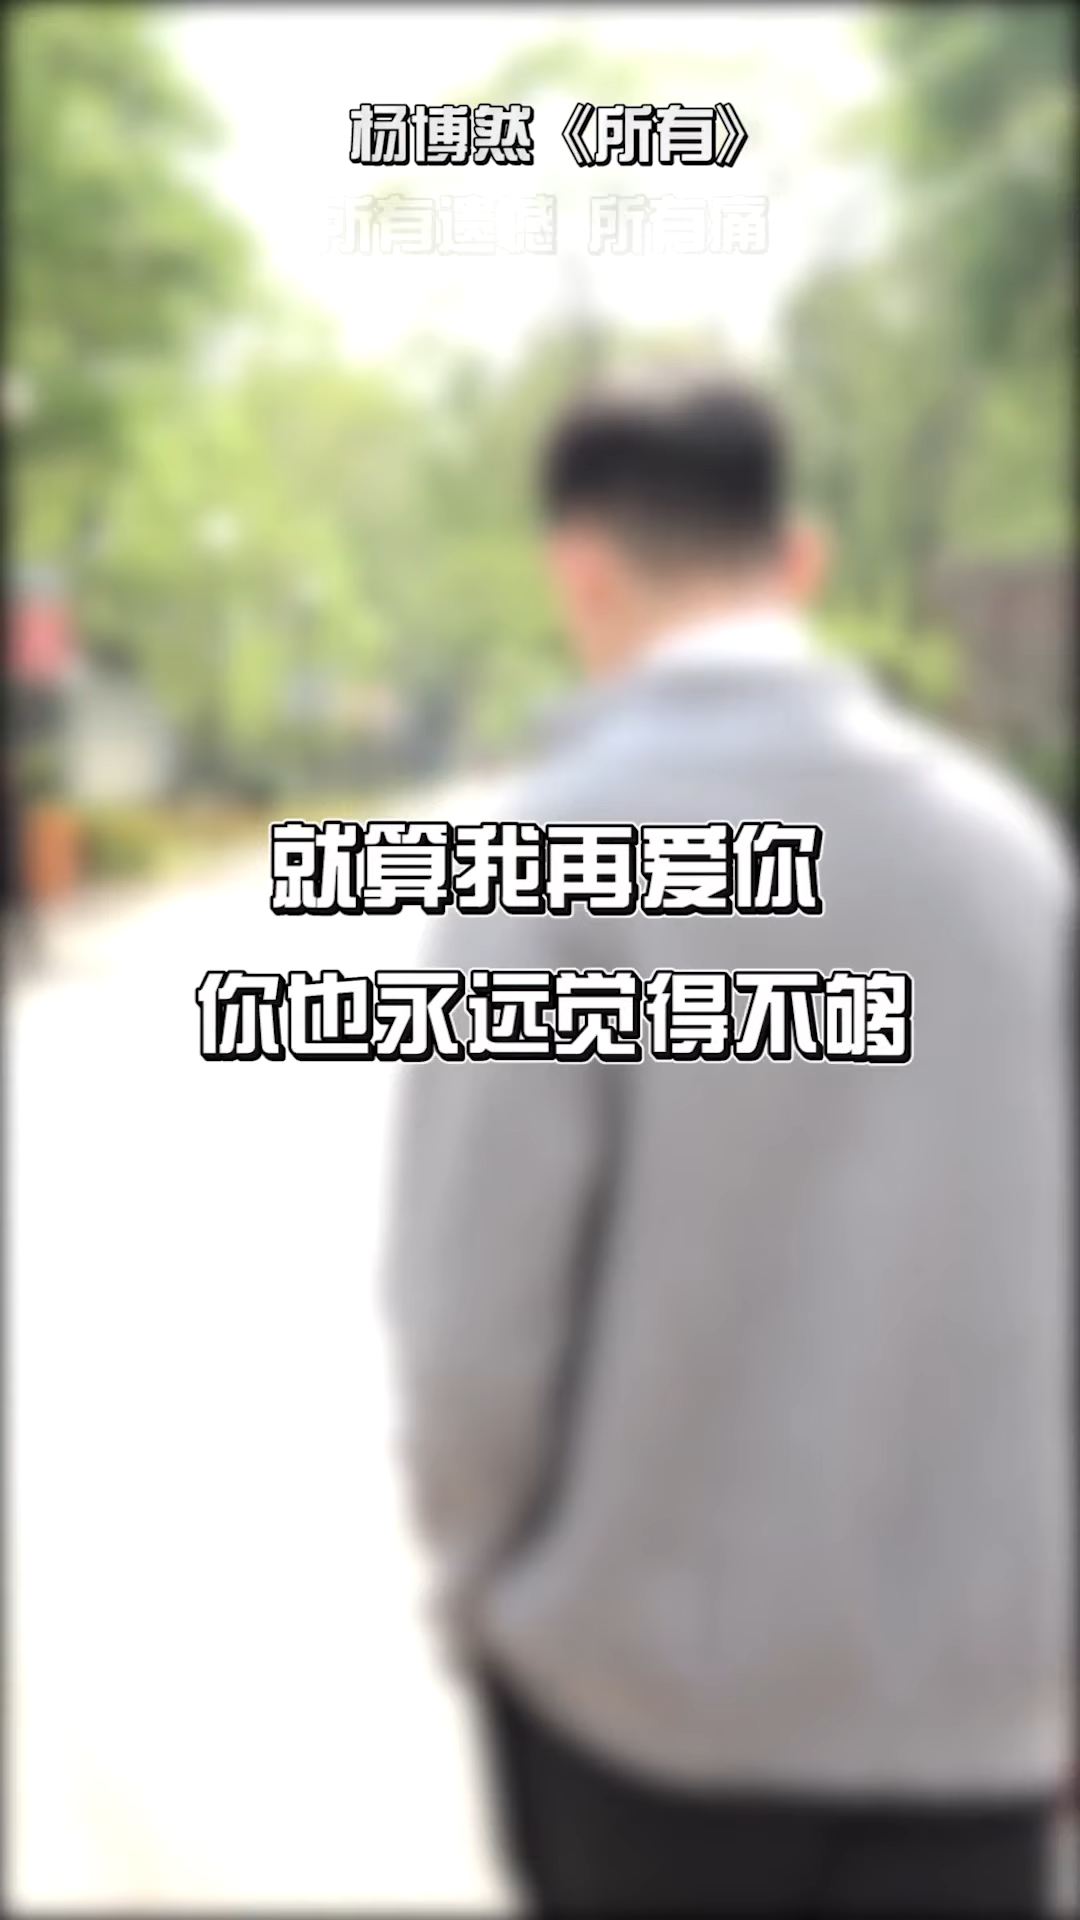 杨博然《所有》
所有遗憾 所有痛
就算我再爱你
你也永远觉得不够